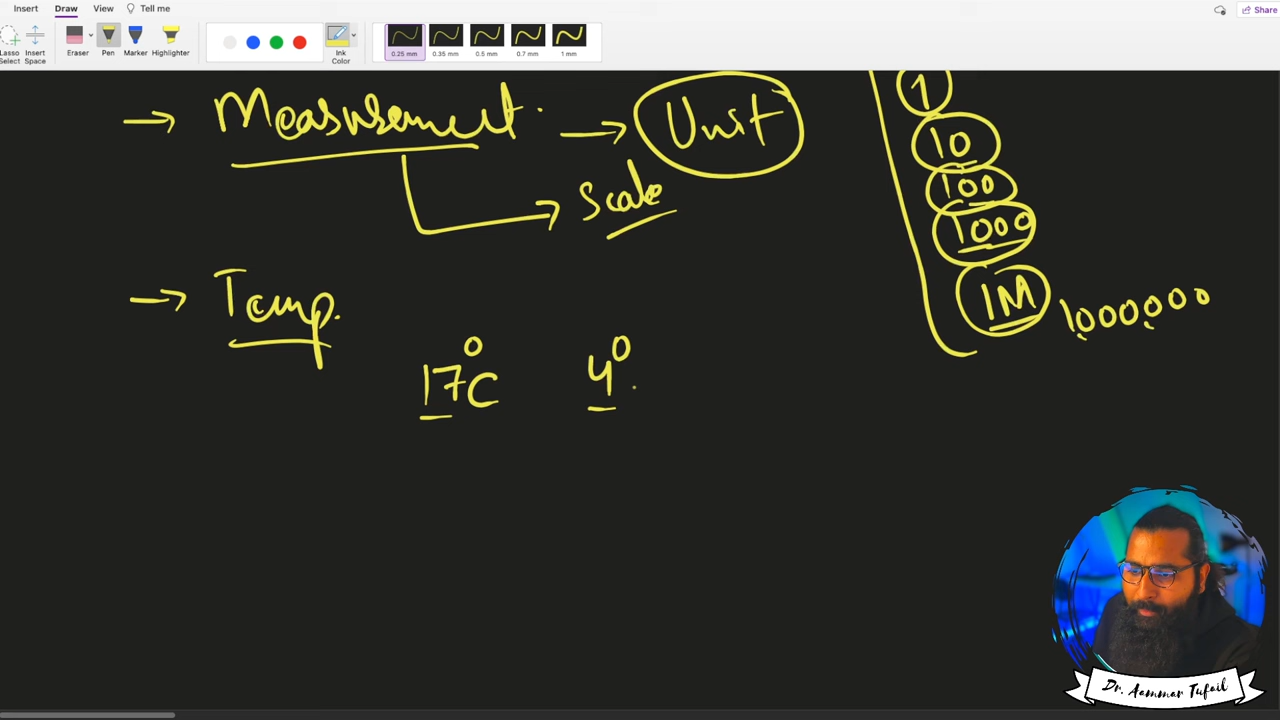 Insert Draw View Tell me
Share
Lasso Select
Insert Space
Eraser
Pen
Marker
Highlighter
Ink Color
0.25 mm
0.35 mm
0.5 mm
0.7 mm
1 mm
→ Measurement. → Unit
→ Scale
1
10
100
1000
1M 1000000
→ Temp.
17°C 4°
Dr. Aammar Tufail